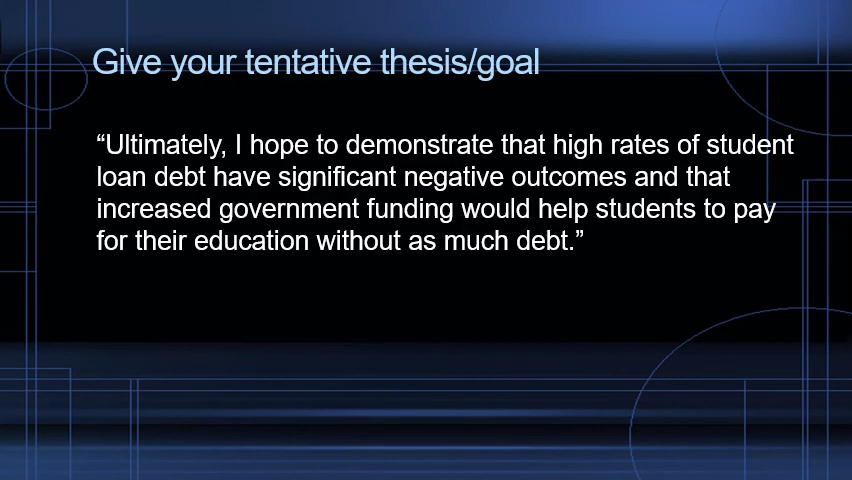 Give your tentative thesis/goal
“Ultimately, I hope to demonstrate that high rates of student
loan debt have significant negative outcomes and that
increased government funding would help students to pay
for their education without as much debt.”